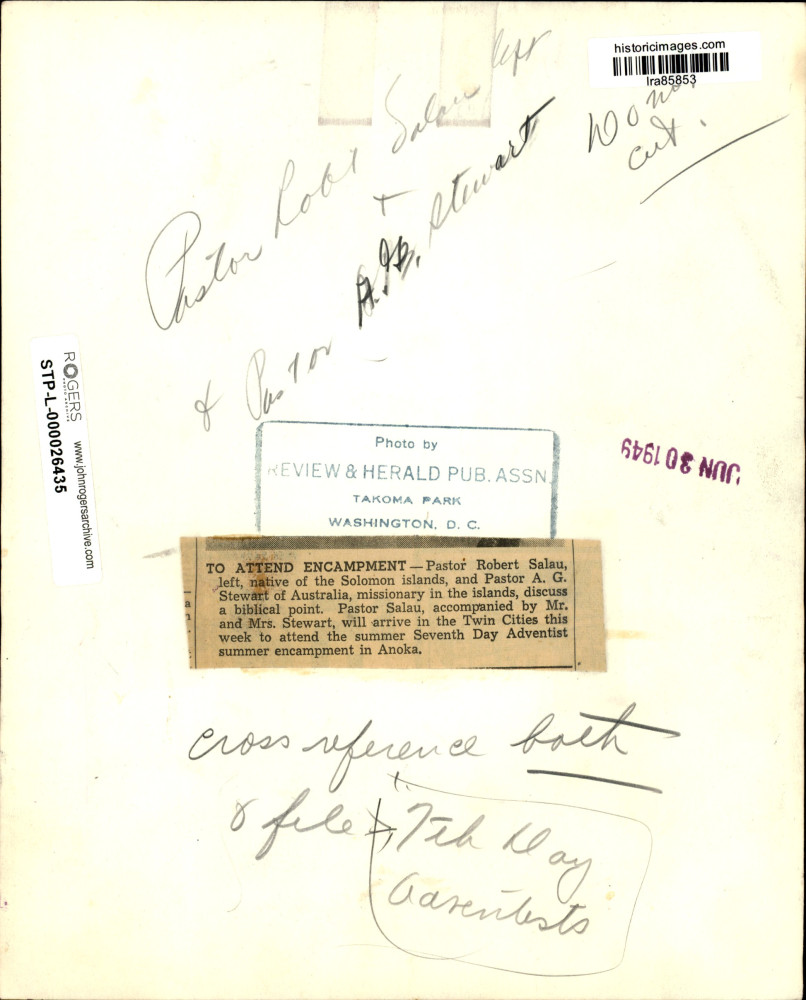 historicimages.com
lra85853
Do not
cut.
Pastor Robt Salau left
+
& Pastor A. G. Stewart
ROGERS
www.johnrogersarchive.com
STP-L-000026435
Photo by
REVIEW & HERALD PUB. ASSN.
TAKOMA PARK
WASHINGTON, D. C.
JUN 30 1949
TO ATTEND ENCAMPMENT — Pastor Robert Salau,
left, native of the Solomon islands, and Pastor A. G.
Stewart of Australia, missionary in the islands, discuss
a biblical point. Pastor Salau, accompanied by Mr.
and Mrs. Stewart, will arrive in the Twin Cities this
week to attend the summer Seventh Day Adventist
summer encampment in Anoka.
cross reference both
& file
7th Day
Adventists